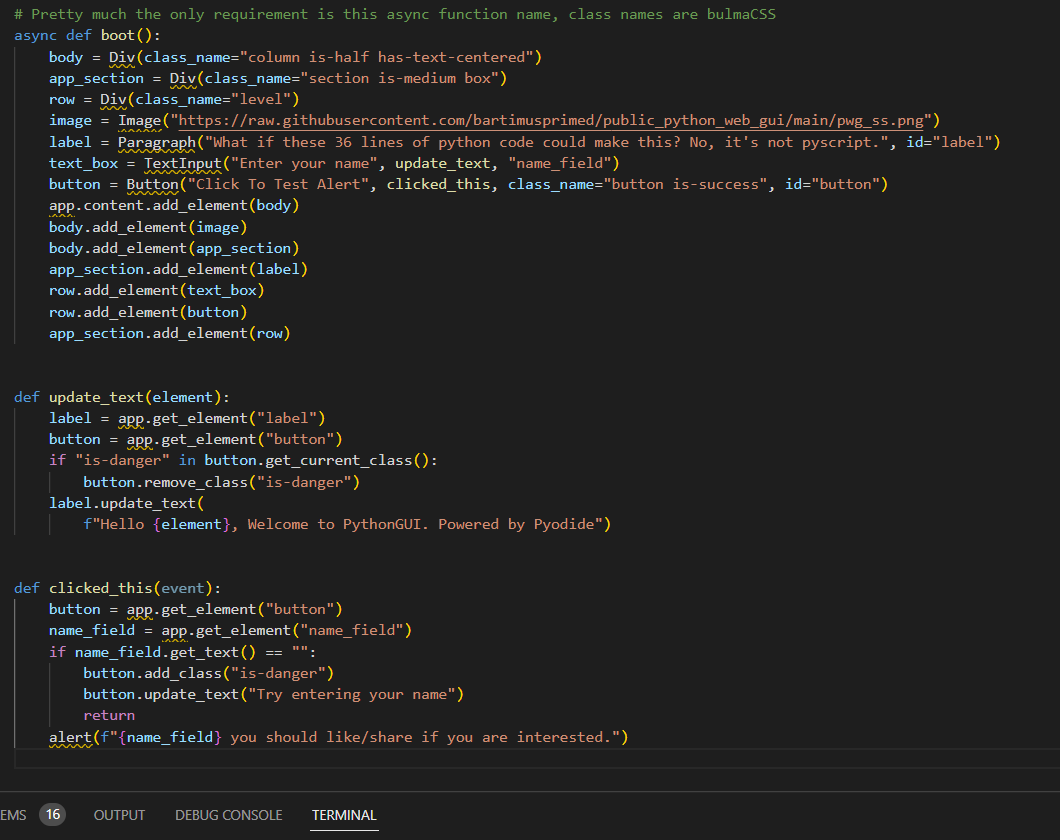 # Pretty much the only requirement is this async function name, class names are bulmaCSS
async def boot():
    body = Div(class_name="column is-half has-text-centered")
    app_section = Div(class_name="section is-medium box")
    row = Div(class_name="level")
    image = Image("https://raw.githubusercontent.com/bartimusprimed/public_python_web_gui/main/pwg_ss.png")
    label = Paragraph("What if these 36 lines of python code could make this? No, it's not pyscript.", id="label")
    text_box = TextInput("Enter your name", update_text, "name_field")
    button = Button("Click To Test Alert", clicked_this, class_name="button is-success", id="button")
    app.content.add_element(body)
    body.add_element(image)
    body.add_element(app_section)
    app_section.add_element(label)
    row.add_element(text_box)
    row.add_element(button)
    app_section.add_element(row)
def update_text(element):
    label = app.get_element("label")
    button = app.get_element("button")
    if "is-danger" in button.get_current_class():
        button.remove_class("is-danger")
    label.update_text(
        f"Hello {element}, Welcome to PythonGUI. Powered by Pyodide")
def clicked_this(event):
    button = app.get_element("button")
    name_field = app.get_element("name_field")
    if name_field.get_text() == "":
        button.add_class("is-danger")
        button.update_text("Try entering your name")
        return
    alert(f"{name_field} you should like/share if you are interested.")
EMS 16 OUTPUT DEBUG CONSOLE TERMINAL